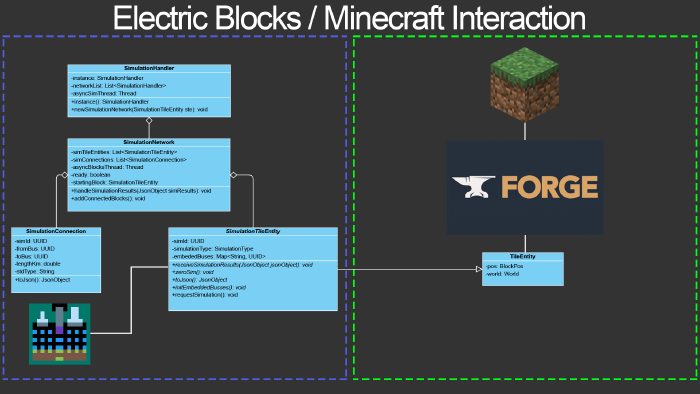 Electric Blocks / Minecraft Interaction
SimulationHandler
-instance: SimulationHandler
-networkList: List<SimulationHandler>
-asyncSimThread: Thread
+instance(): SimulationHandler
+newSimulationNetwork(SimulationTileEntity ste): void
SimulationNetwork
-simTileEntities: List<SimulationTileEntity>
-simConnections: List<SimulationConnection>
-asyncBlocksThread: Thread
-ready: boolean
-startingBlock: SimulationTileEntity
+handleSimulationResults(JsonObject simResults): void
+addConnectedBlocks(): void
SimulationConnection
-simId: UUID
-fromBus: UUID
-toBus: UUID
-lengthKm: double
-stdType: String
+toJson(): JsonObject
SimulationTileEntity
-simId: UUID
-simulationType: SimulationType
-embededBuses: Map<String, UUID>
+receiveSimulationResults(JsonObject jsonObject): void
+zeroSim(): void
+toJson(): JsonObject
+initEmbeddedBusses(): void
+requestSimulation(): void
FORGE
TileEntity
-pos: BlockPos
-world: World